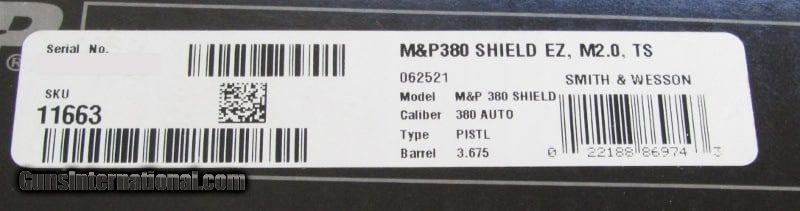 P
®
Serial No.
M&P380 SHIELD EZ, M2.0, TS
062521
SMITH & WESSON
SKU
11663
Model M&P 380 SHIELD
Caliber 380 AUTO
Type PISTL
Barrel 3.675
0 22188 86974 3
GunsInternational.com